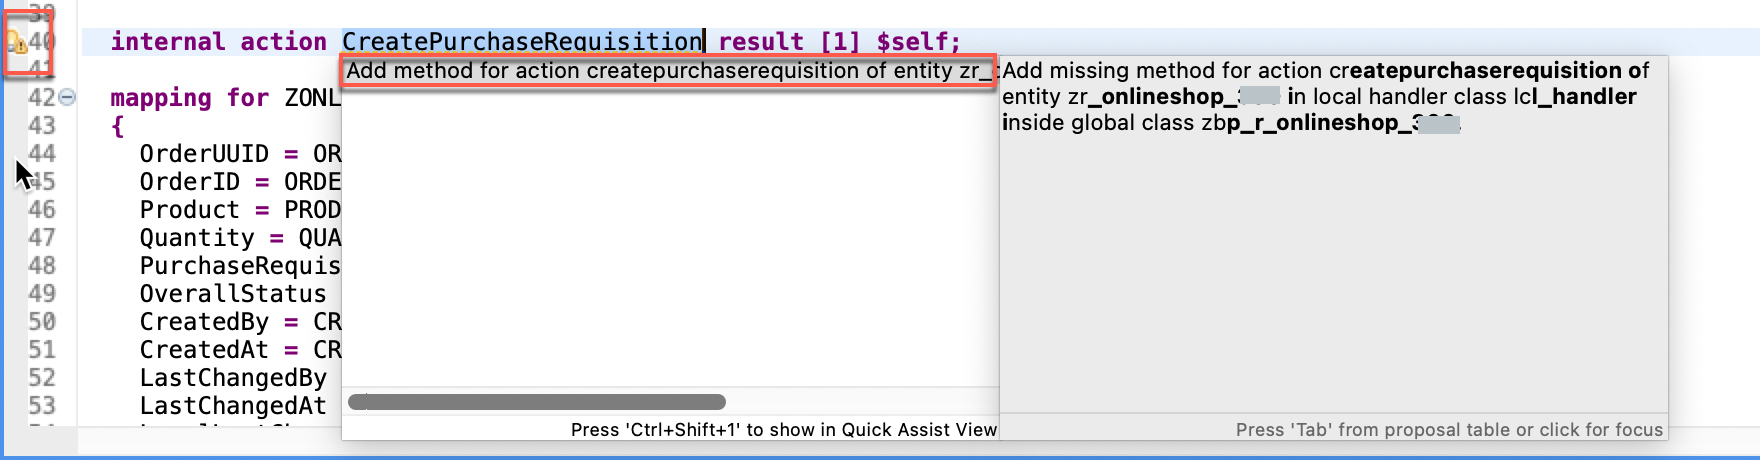 39
40 internal action CreatePurchaseRequisition result [1] $self;
41
42 mapping for ZONL
43 {
44 OrderUUID = OR
45 OrderID = ORDE
46 Product = PROD
47 Quantity = QUA
48 PurchaseRequis
49 OverallStatus
50 CreatedBy = CR
51 CreatedAt = CR
52 LastChangedBy
53 LastChangedAt
Add method for action createpurchaserequisition of entity zr_
Press 'Ctrl+Shift+1' to show in Quick Assist View
Add missing method for action createpurchaserequisition of
entity zr_onlineshop_ in local handler class lcl_handler
inside global class zbp_r_onlineshop_
Press 'Tab' from proposal table or click for focus